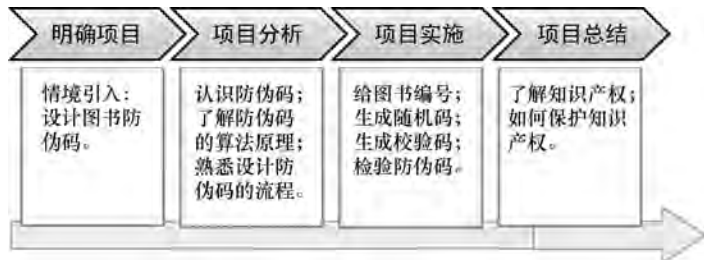 明确项目
项目分析
项目实施
项目总结
情境引入：
设计图书防
伪码。
认识防伪码；
了解防伪码
的算法原理；
熟悉设计防
伪码的流程。
给图书编号；
生成随机码；
生成校验码；
检验防伪码。
了解知识产权；
如何保护知识
产权。